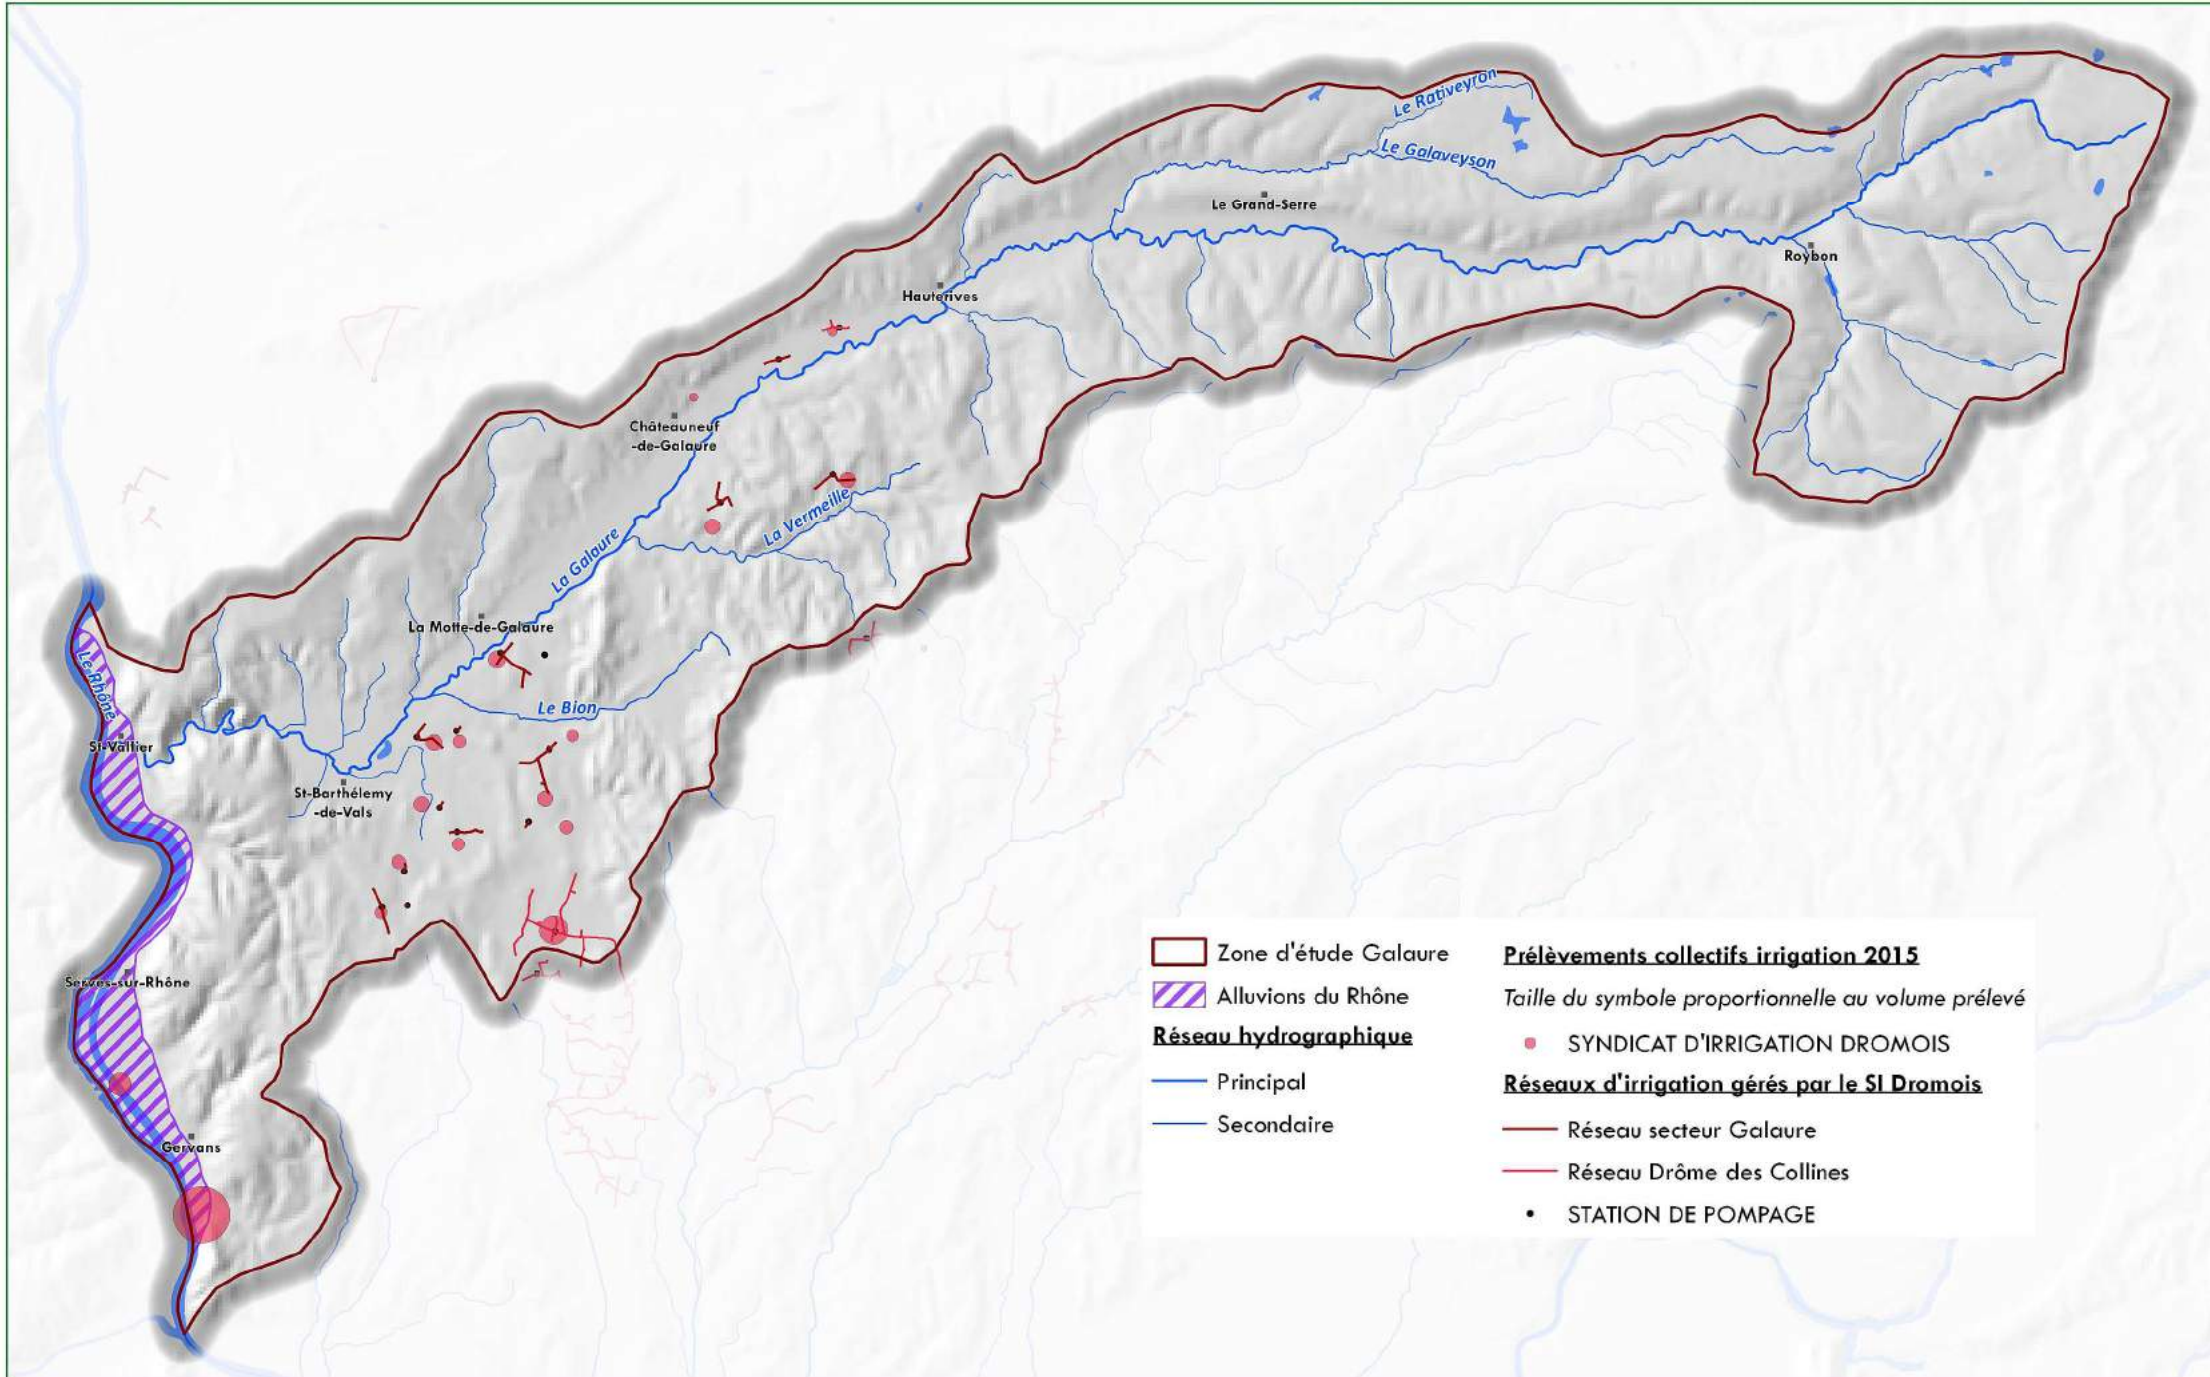 Le Rativeyron
Le Galaveyson
Le Grand-Serre
Roybon
Hauterives
Châteauneuf
-de-Galaure
La Vermeille
La Galaure
La Motte-de-Galaure
Le Rhône
Le Bion
St-Vallier
St-Barthélemy
-de-Vals
Serves-sur-Rhône
Gervans
Zone d'étude Galaure
Alluvions du Rhône
Réseau hydrographique
Principal
Secondaire
Prélèvements collectifs irrigation 2015
Taille du symbole proportionnelle au volume prélevé
SYNDICAT D'IRRIGATION DROMOIS
Réseaux d'irrigation gérés par le SI Dromois
Réseau secteur Galaure
Réseau Drôme des Collines
STATION DE POMPAGE